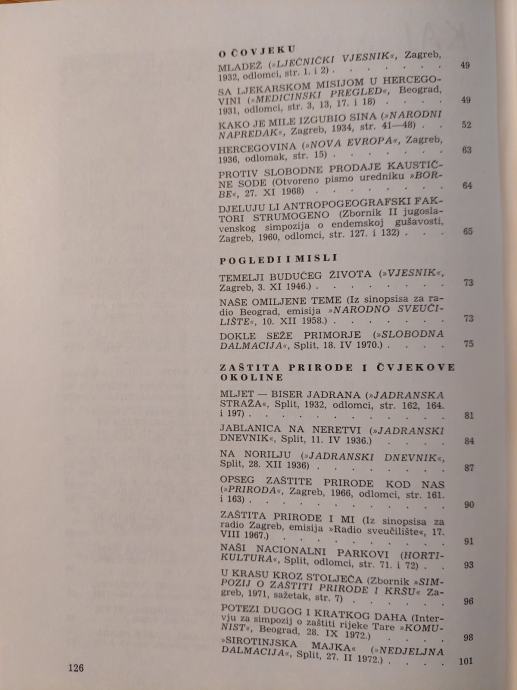 O ČOVJEKU
MLADEŽ (»LJEČNIČKI VJESNIK«, Zagreb,
1932, odlomci, str. 1. i 2) . . . . . . . 49
SA LJEKARSKOM MISIJOM U HERCEGO-
VINI (»MEDICINSKI PREGLED«, Beograd,
1931, odlomci, str. 3, 13, 17. i 18) . . . . 49
KAKO JE MILE IZGUBIO SINA (»NARODNI
NAPREDAK«, Zagreb, 1934, str. 41—48) . . 52
HERCEGOVINA (»NOVA EVROPA«, Zagreb,
1936, odlomak, str. 15) . . . . . . . 63
PROTIV SLOBODNE PRODAJE KAUSTIČ-
NE SODE (Otvoreno pismo uredniku »BOR-
BE«, 27. XI 1968) . . . . . . . 64
DJELUJU LI ANTROPOGEOGRAFSKI FAK-
TORI STRUMOGENO (Zbornik II jugosla-
venskog simpozija o endemskoj gušavosti,
Zagreb, 1960, odlomci, str. 127. i 132) . . . 65
POGLEDI I MISLI
TEMELJI BUDUĆEG ŽIVOTA (»VJESNIK«,
Zagreb, 3. XI 1946.) . . . . . . . 73
NAŠE OMILJENE TEME (Iz sinopsisa za ra-
dio Beograd, emisija »NARODNO SVEUČI-
LIŠTE«, 10. XII 1958.) . . . . . . 73
DOKLE SEŽE PRIMORJE (»SLOBODNA
DALMACIJA«, Split, 18. IV 1970.) . . . . 75
ZAŠTITA PRIRODE I ČVJEKOVE
OKOLINE
MLJET — BISER JADRANA (»JADRANSKA
STRAŽA«, Split, 1932, odlomci, str. 162, 164.
i 197) . . . . . . . . . . 81
JABLANICA NA NERETVI (»JADRANSKI
DNEVNIK«, Split, 11. IV 1936.) . . . . . 84
NA NORILJU (»JADRANSKI DNEVNIK«,
Split, 28. XII 1936) . . . . . . . 87
OPSEG ZAŠTITE PRIRODE KOD NAS
(»PRIRODA«, Zagreb, 1966, odlomci, str. 161.
i 163) . . . . . . . . . . 90
ZAŠTITA PRIRODE I MI (Iz sinopsisa za
radio Zagreb, emisija »Radio sveučilište«, 17.
VIII 1967.) . . . . . . . . . 91
NAŠI NACIONALNI PARKOVI (HORTI-
KULTURA«, Split, odlomci, str. 71. i 72) . . 93
U KRASU KROZ STOLJEĆA (Zbornik »SIM-
POZIJ O ZAŠTITI PRIRODE I KRŠU« Za-
greb, 1971, sažetak, str. 7) . . . . . 96
POTEZI DUGOG I KRATKOG DAHA (Inter-
vju za simpozij o zaštiti rijeke Tare »KOMU-
NIST«, Beograd, 28. IX 1972.) . . . . . 98
»SIROTINJSKA MAJKA« (»NEDJELJNA
DALMACIJA«, Split, 27. II 1972.) . . . . 101
126